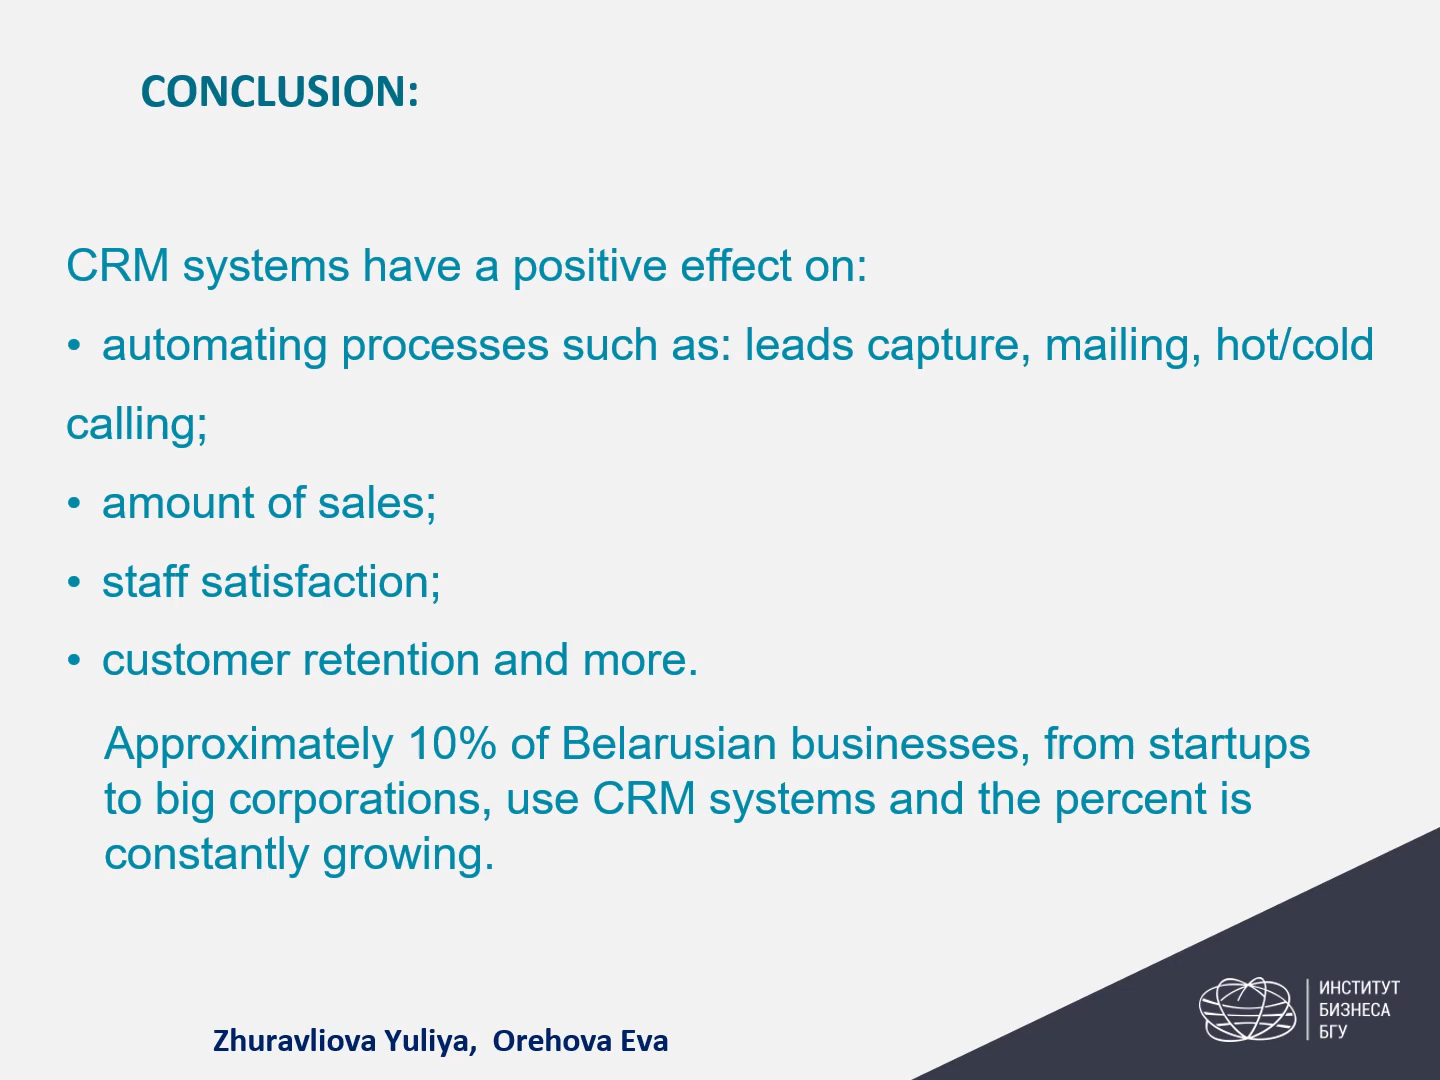 CONCLUSION:
CRM systems have a positive effect on:
• automating processes such as: leads capture, mailing, hot/cold
calling;
• amount of sales;
• staff satisfaction;
• customer retention and more.
Approximately 10% of Belarusian businesses, from startups
to big corporations, use CRM systems and the percent is
constantly growing.
Zhuravliova Yuliya, Orehova Eva
ИНСТИТУТ
БИЗНЕСА
БГУ